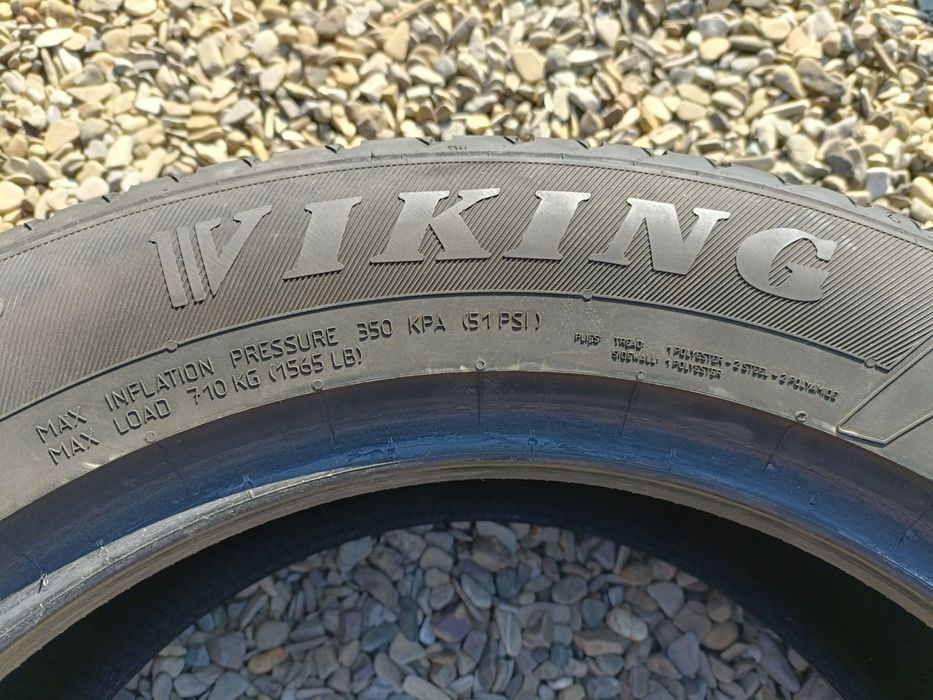 VIKING
MAX INFLATION PRESSURE 350 KPA (51 PSI)
MAX LOAD 710 KG (1565 LB)
PLIES: TREAD: 1 POLYESTER + 2 STEEL + 2 POLYAMIDE
SIDEWALL: 1 POLYESTER